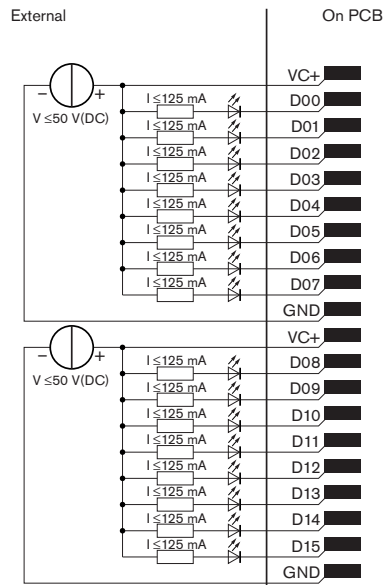 External On PCB
VC+
− +
V ≤50 V(DC)
I ≤125 mA D00
I ≤125 mA D01
I ≤125 mA D02
I ≤125 mA D03
I ≤125 mA D04
I ≤125 mA D05
I ≤125 mA D06
I ≤125 mA D07
GND
VC+
− +
V ≤50 V(DC)
I ≤125 mA D08
I ≤125 mA D09
I ≤125 mA D10
I ≤125 mA D11
I ≤125 mA D12
I ≤125 mA D13
I ≤125 mA D14
I ≤125 mA D15
GND